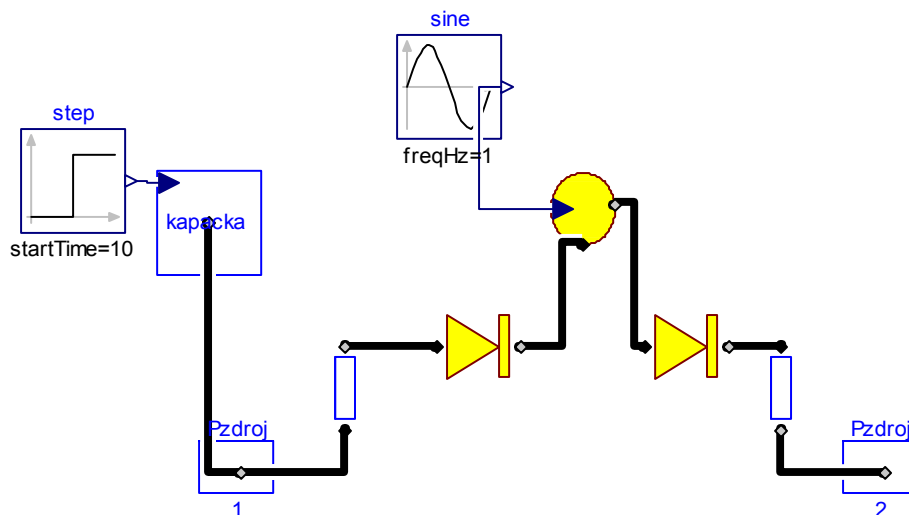 sine
step
freqHz=1
kapacka
startTime=10
Pzdroj
Pzdroj
1
2